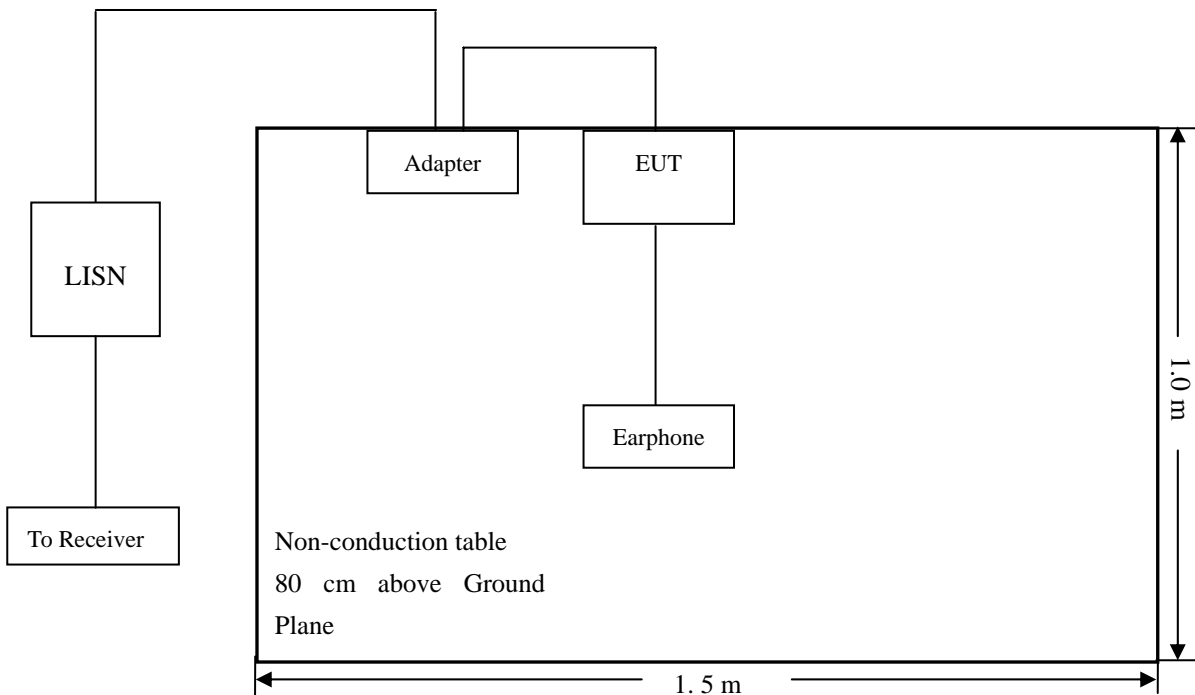 Adapter
EUT
LISN
Earphone
To Receiver
Non-conduction table
80 cm above Ground
Plane
1.0 m
1. 5 m